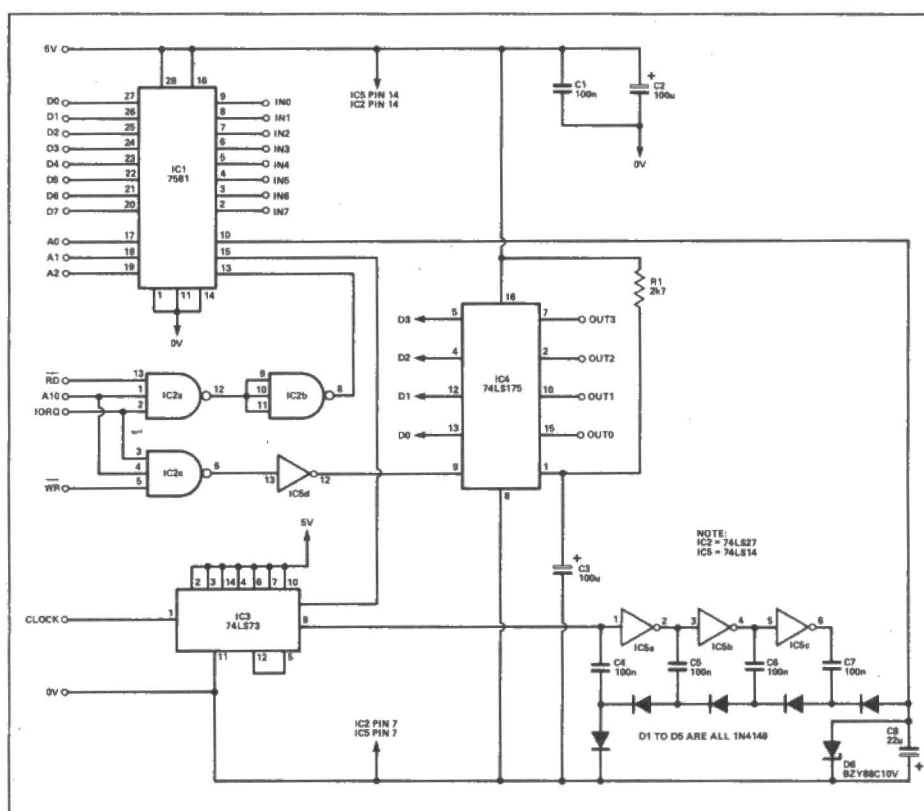 6V
28
16
IC5 PIN 14
IC2 PIN 14
C1
100n
+
C2
100u
0V
D0 27 9 IN0
D1 26 8 IN1
D2 25 7 IN2
D3 24 6 IN3
D4 23 5 IN4
D5 22 4 IN5
D6 21 3 IN6
D7 20 2 IN7
IC1
7581
A0 17 10
A1 18 15
A2 19 13
1 11 14
0V
R1
2k7
16
D3 5 7 OUT3
D2 4 2 OUT2
IC4
74LS175
D1 12 10 OUT1
D0 13 15 OUT0
9 1
8
RD 13
A10 1
IORQ 2
IC2a
12
9
10
11
IC2b
8
3
4
WR 5
IC2c
6
13
IC5d
12
5V
2 3 14 4 6 7 10
CLOCK 1
IC3
74LS73
8
11
12
5
0V
+
C3
100u
NOTE:
IC2 = 74LS27
IC5 = 74LS14
1 IC5a 2
3 IC5b 4
5 IC5c 6
C4
100n
C5
100n
C6
100n
C7
100n
D1 TO D5 ARE ALL 1N4148
IC2 PIN 7
IC5 PIN 7
D6
BZY88C10V
C8
22u
+